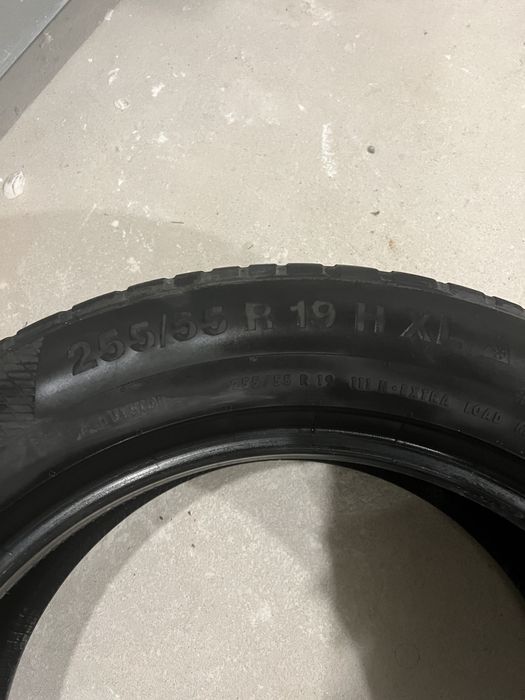 255/55 R 19 H XL
255/55 R 19 111 H • EXTRA LOAD